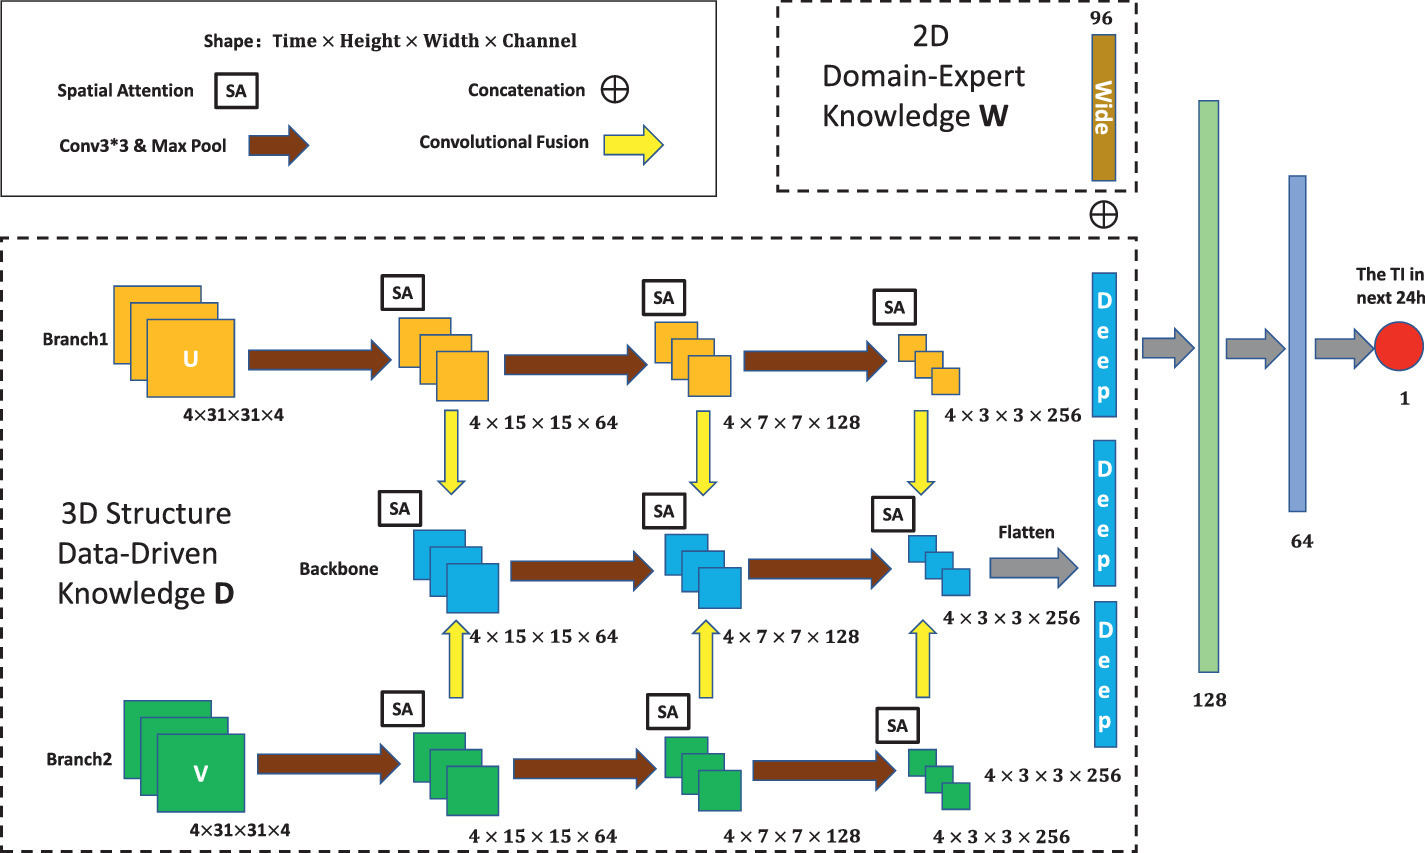 Shape: Time × Height × Width × Channel
Spatial Attention
SA
Concatenation
Conv3*3 & Max Pool
Convolutional Fusion
2D
Domain-Expert
Knowledge W
96
Wide
Branch1
U
4×31×31×4
SA
4 × 15 × 15 × 64
SA
4 × 7 × 7 × 128
SA
4 × 3 × 3 × 256
Deep
3D Structure
Data-Driven
Knowledge D
Backbone
SA
4 × 15 × 15 × 64
SA
4 × 7 × 7 × 128
SA
4 × 3 × 3 × 256
Flatten
Deep
Branch2
V
4×31×31×4
SA
4 × 15 × 15 × 64
SA
4 × 7 × 7 × 128
SA
4 × 3 × 3 × 256
4 × 3 × 3 × 256
Deep
128
64
The TI in
next 24h
1